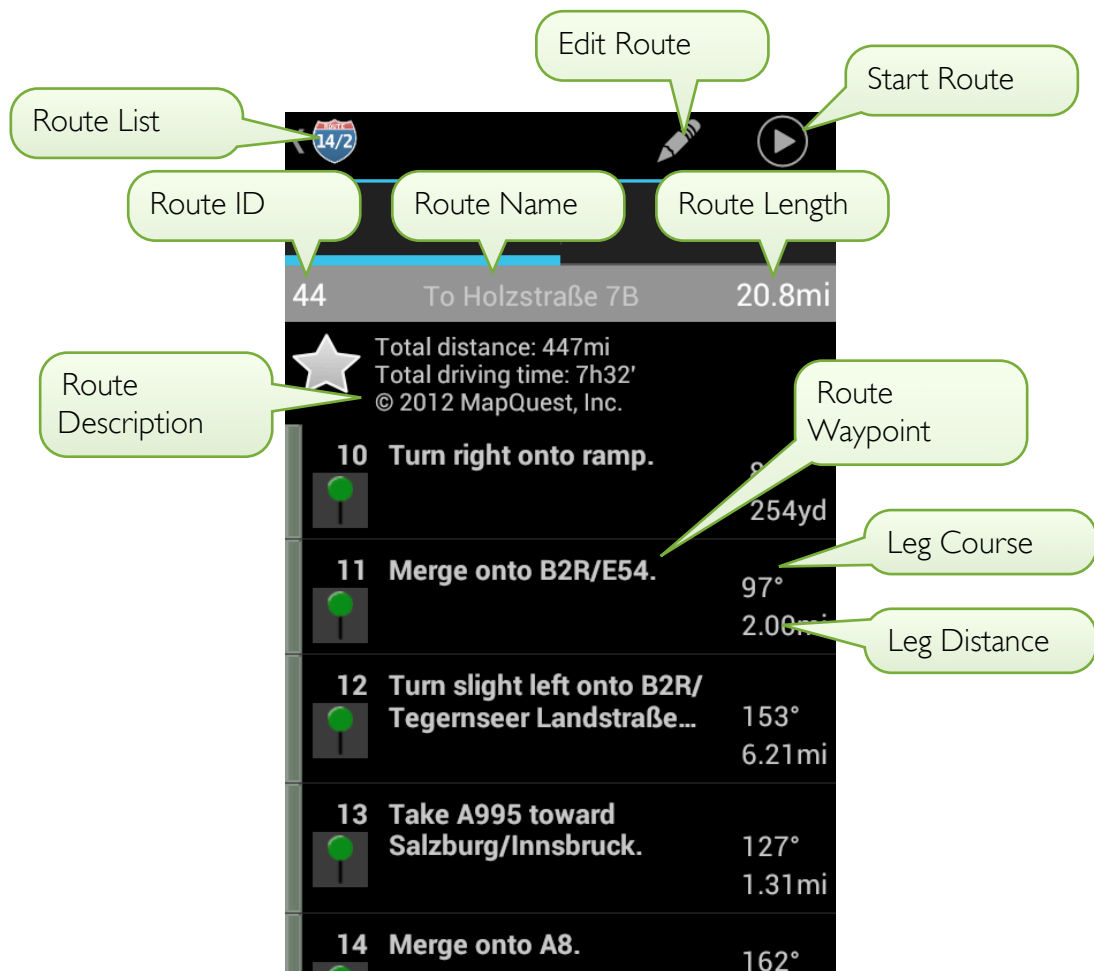 Edit Route
Start Route
Route List
ROUTE
14/2
Route ID
Route Name
Route Length
44
To Holzstraße 7B
20.8mi
Total distance: 447mi
Total driving time: 7h32'
© 2012 MapQuest, Inc.
Route
Description
Route
Waypoint
10 Turn right onto ramp.
254yd
Leg Course
11 Merge onto B2R/E54.
97°
2.00mi
Leg Distance
12 Turn slight left onto B2R/
Tegernseer Landstraße...
153°
6.21mi
13 Take A995 toward
Salzburg/Innsbruck.
127°
1.31mi
14 Merge onto A8.
162°